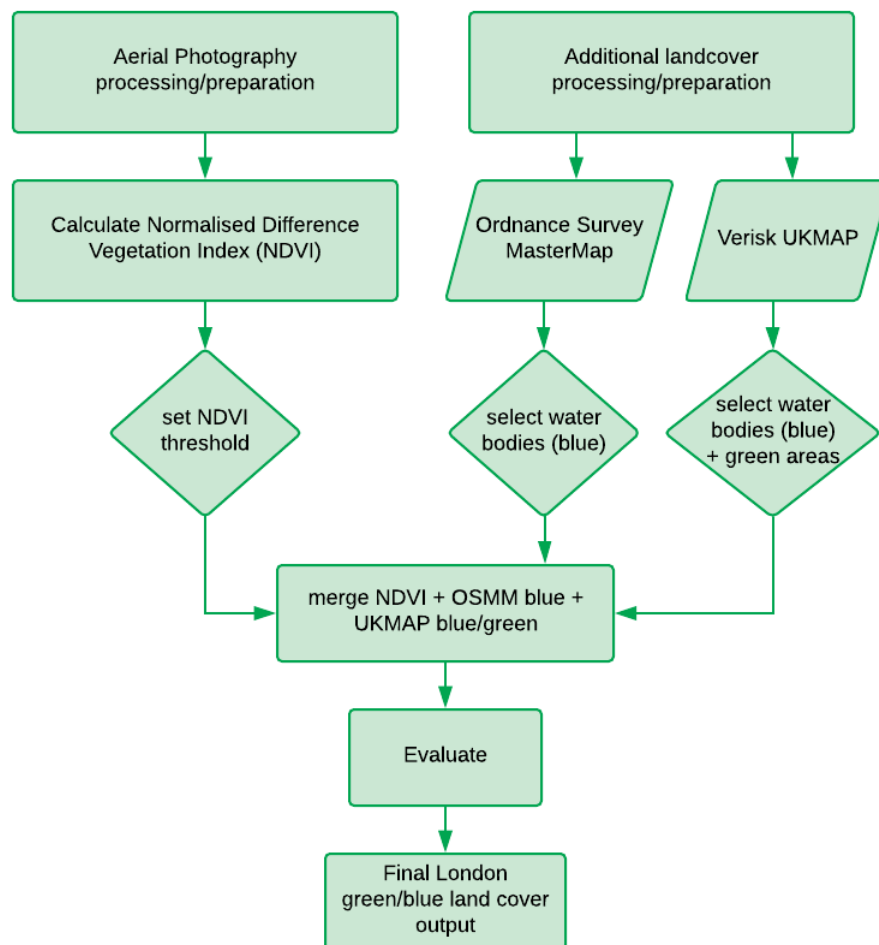 Aerial Photography
processing/preparation
Additional landcover
processing/preparation
Calculate Normalised Difference
Vegetation Index (NDVI)
Ordnance Survey
MasterMap
Verisk UKMAP
set NDVI
threshold
select water
bodies (blue)
select water
bodies (blue)
+ green areas
merge NDVI + OSMM blue +
UKMAP blue/green
Evaluate
Final London
green/blue land cover
output